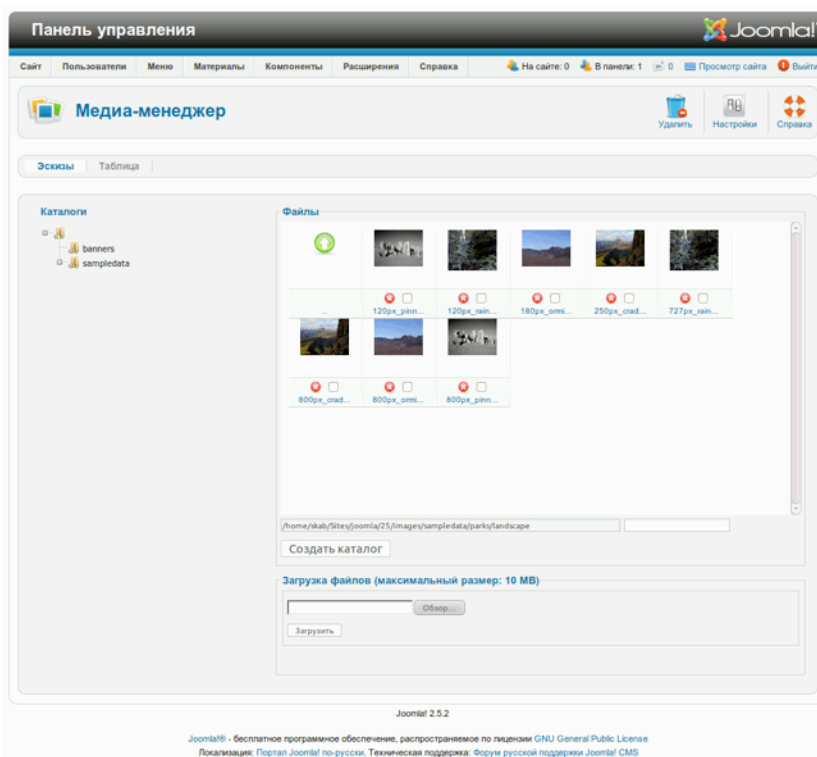 Панель управления
Joomla!
Сайт Пользователи Меню Материалы Компоненты Расширения Справка На сайте: 0 В панели: 1 0 Просмотр сайта Выйти
Медиа-менеджер
Удалить Настройки Справка
Эскизы Таблица
Каталоги
banners
sampledata
Файлы
.. 120px_pinn... 120px_rain... 180px_ormi... 250px_crad... 727px_rain...
800px_crad... 800px_ormi... 800px_pinn...
/home/skab/Sites/joomla/25/images/sampledata/parks/landscape
Создать каталог
Загрузка файлов (максимальный размер: 10 MB)
Обзор...
Загрузить
Joomla! 2.5.2
Joomla!® - бесплатное программное обеспечение, распространяемое по лицензии GNU General Public License
Локализация: Портал Joomla! по-русски. Техническая поддержка: Форум русской поддержки Joomla! CMS